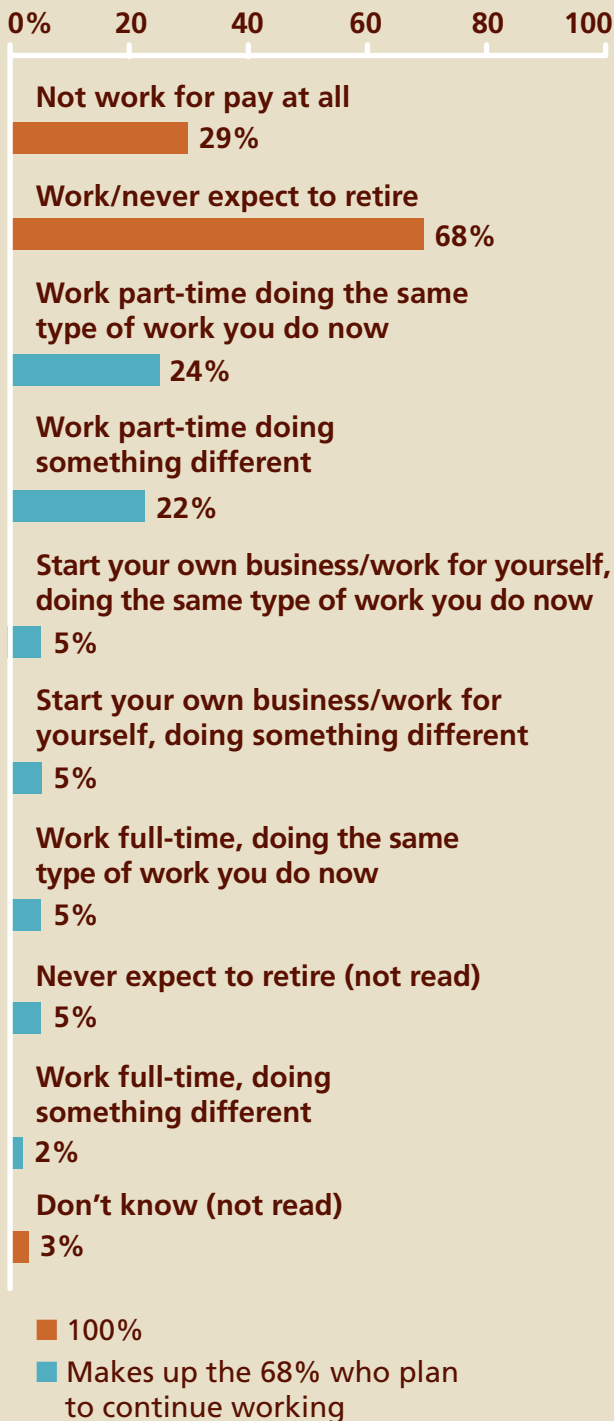 0% 20 40 60 80 100
Not work for pay at all
29%
Work/never expect to retire
68%
Work part-time doing the same
type of work you do now
24%
Work part-time doing
something different
22%
Start your own business/work for yourself,
doing the same type of work you do now
5%
Start your own business/work for
yourself, doing something different
5%
Work full-time, doing the same
type of work you do now
5%
Never expect to retire (not read)
5%
Work full-time, doing
something different
2%
Don’t know (not read)
3%
100%
Makes up the 68% who plan
to continue working